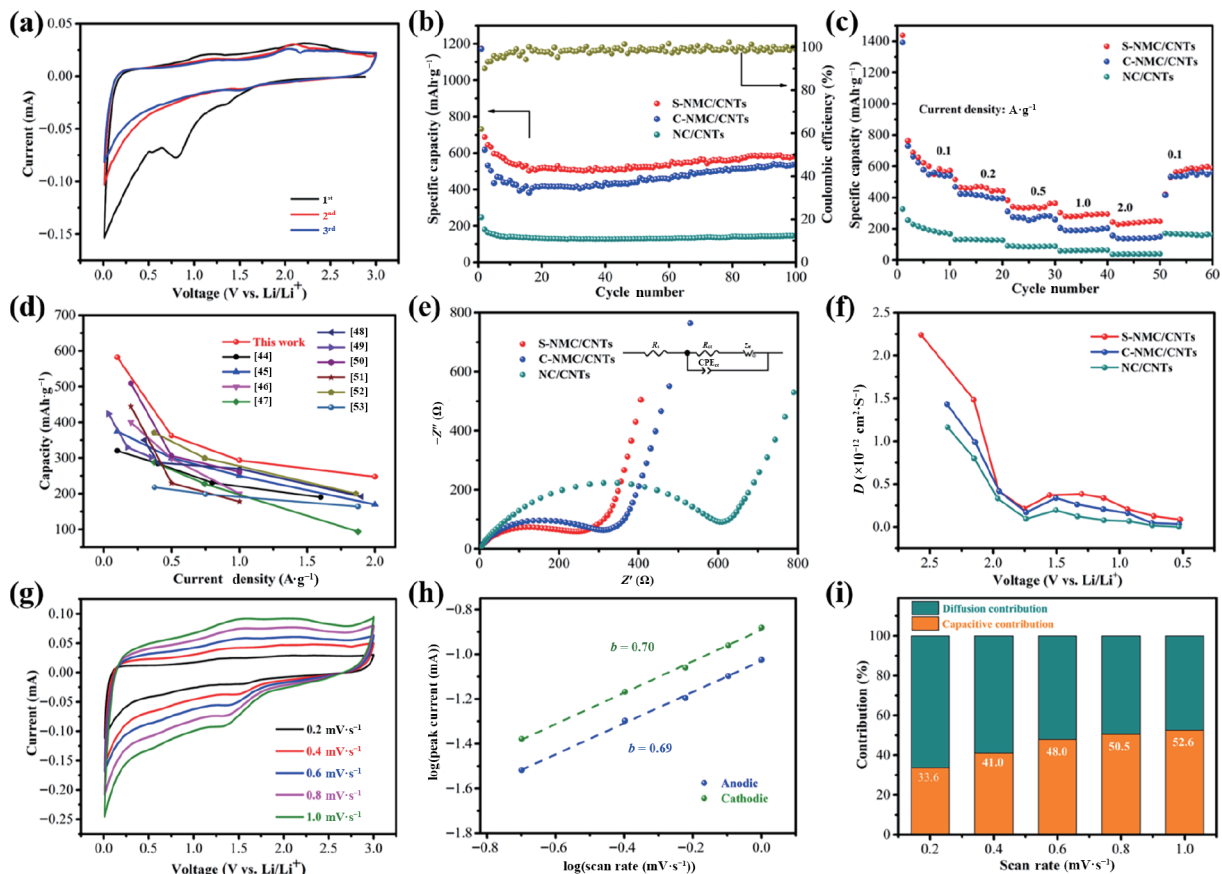 (a)
0.05
0.00
−0.05
−0.10
−0.15
Current (mA)
1st
2nd
3rd
0.0 0.5 1.0 1.5 2.0 2.5 3.0
Voltage (V vs. Li/Li+)
(b)
1200
1000
800
600
400
200
0
Specific capacity (mAh·g−1)
S-NMC/CNTs
C-NMC/CNTs
NC/CNTs
100
80
60
40
20
0
Coulombic efficiency (%)
0 20 40 60 80 100
Cycle number
(c)
1600
1400
1200
1000
800
600
400
200
0
Specific capacity (mAh·g−1)
S-NMC/CNTs
C-NMC/CNTs
NC/CNTs
Current density: A·g−1
0.1
0.2
0.5
1.0
2.0
0.1
0 10 20 30 40 50 60
Cycle number
(d)
700
600
500
400
300
200
100
Capacity (mAh·g−1)
This work
[44]
[45]
[46]
[47]
[48]
[49]
[50]
[51]
[52]
[53]
0.0 0.5 1.0 1.5 2.0
Current density (A·g−1)
(e)
800
600
400
200
0
−Z″ (Ω)
S-NMC/CNTs
C-NMC/CNTs
NC/CNTs
CPEct
0 100 200 300 400 500 600 700 800
Z′ (Ω)
(f)
2.5
2.0
1.5
1.0
0.5
0.0
D (×10−12 cm2·S−1)
S-NMC/CNTs
C-NMC/CNTs
NC/CNTs
2.5 2.0 1.5 1.0 0.5
Voltage (V vs. Li/Li+)
(g)
0.10
0.05
0.00
−0.05
−0.10
−0.15
−0.20
−0.25
Current (mA)
0.2 mV·s−1
0.4 mV·s−1
0.6 mV·s−1
0.8 mV·s−1
1.0 mV·s−1
0.0 0.5 1.0 1.5 2.0 2.5 3.0
Voltage (V vs. Li/Li+)
(h)
−0.8
−1.0
−1.2
−1.4
−1.6
−1.8
log(peak current (mA))
b = 0.70
b = 0.69
Anodic
Cathodic
−0.8 −0.6 −0.4 −0.2 0.0
log(scan rate (mV·s−1))
(i)
Diffusion contribution
Capacitive contribution
100
80
60
40
20
0
Contribution (%)
33.6
41.0
48.0
50.5
52.6
0.2 0.4 0.6 0.8 1.0
Scan rate (mV·s−1)